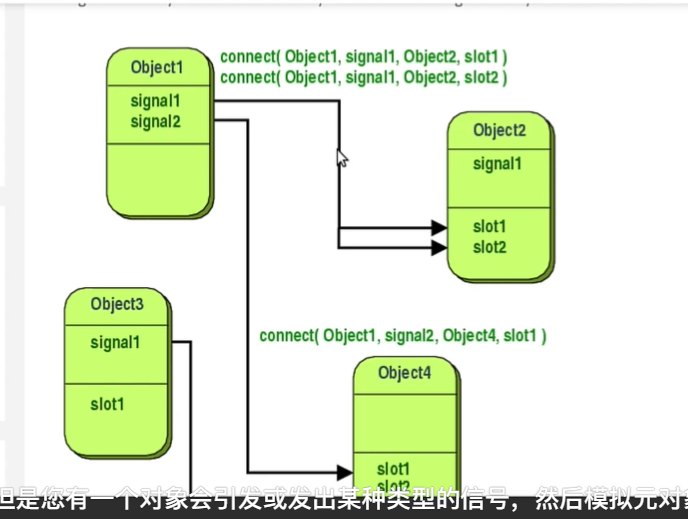 connect( Object1, signal1, Object2, slot1 )
connect( Object1, signal1, Object2, slot2 )
Object1
signal1
signal2
Object2
signal1
slot1
slot2
Object3
signal1
slot1
connect( Object1, signal2, Object4, slot1 )
Object4
slot1
slot2
但是您有一个对象会引发或发出某种类型的信号，然后模拟元对象